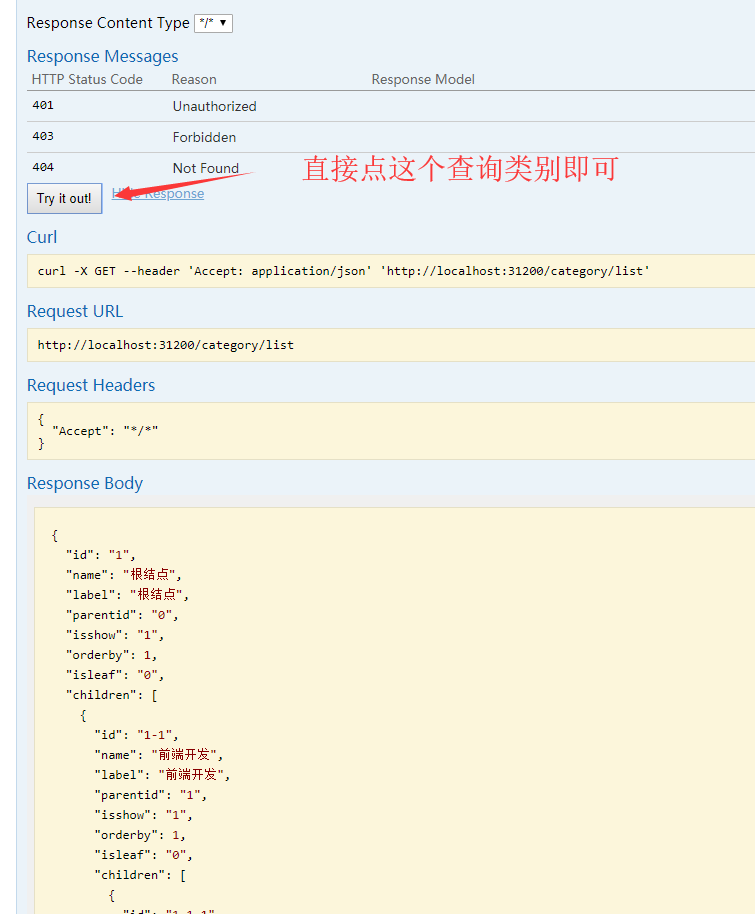 Response Content Type */* ▼
Response Messages
HTTP Status Code Reason Response Model
401 Unauthorized
403 Forbidden
404 Not Found
直接点这个查询类别即可
Try it out! Hide Response
Curl
curl -X GET --header 'Accept: application/json' 'http://localhost:31200/category/list'
Request URL
http://localhost:31200/category/list
Request Headers
{
"Accept": "*/*"
}
Response Body
{
"id": "1",
"name": "根结点",
"label": "根结点",
"parentid": "0",
"isshow": "1",
"orderby": 1,
"isleaf": "0",
"children": [
{
"id": "1-1",
"name": "前端开发",
"label": "前端开发",
"parentid": "1",
"isshow": "1",
"orderby": 1,
"isleaf": "0",
"children": [
{
"id": "1-1-1"